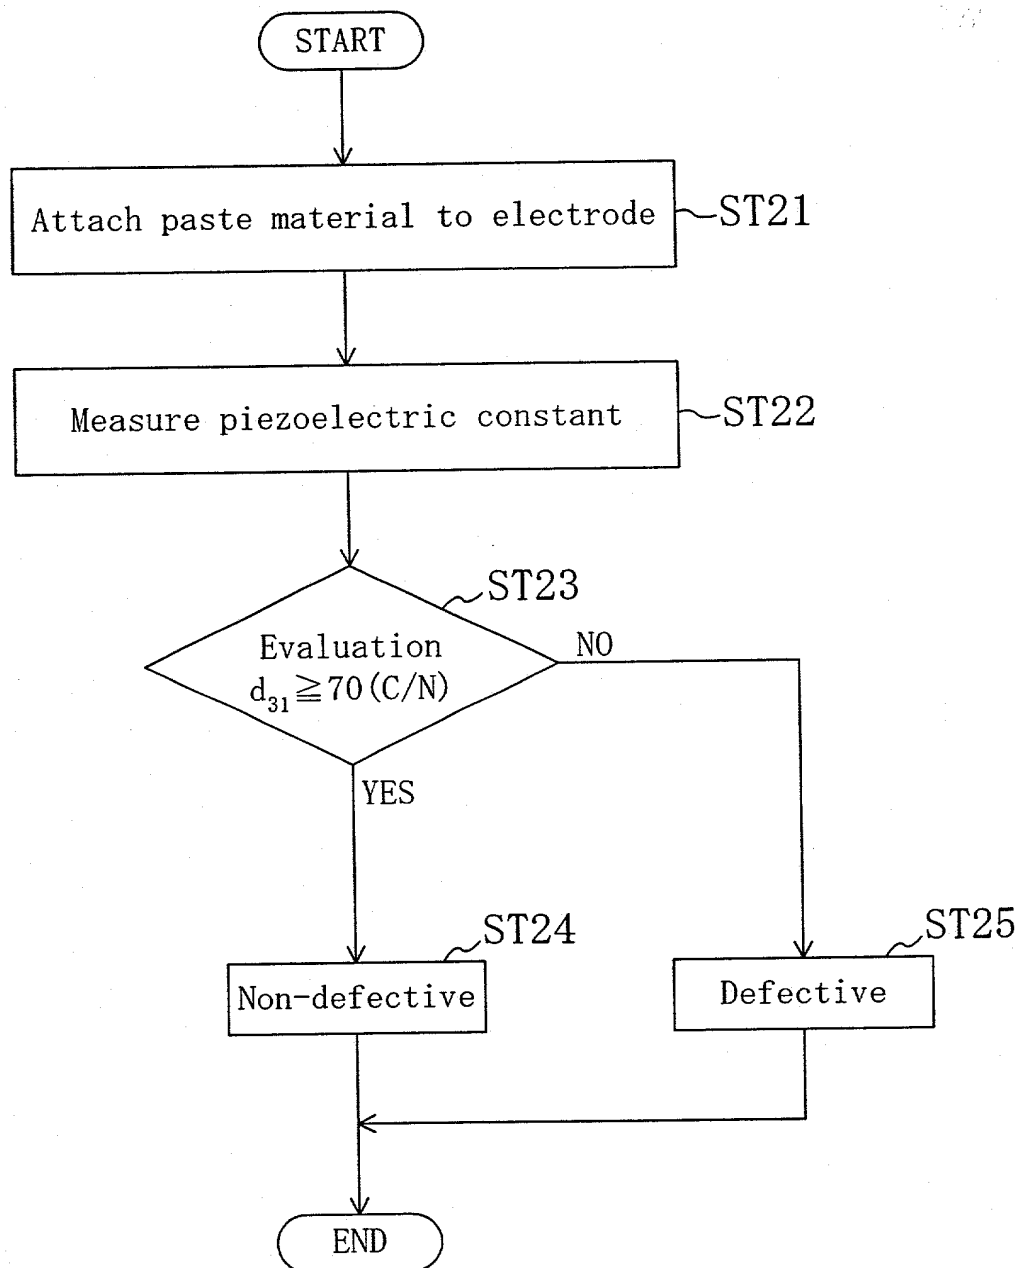 START
Attach paste material to electrode
ST21
Measure piezoelectric constant
ST22
ST23
Evaluation
d₃₁≧70(C/N)
NO
YES
ST24
Non-defective
ST25
Defective
END